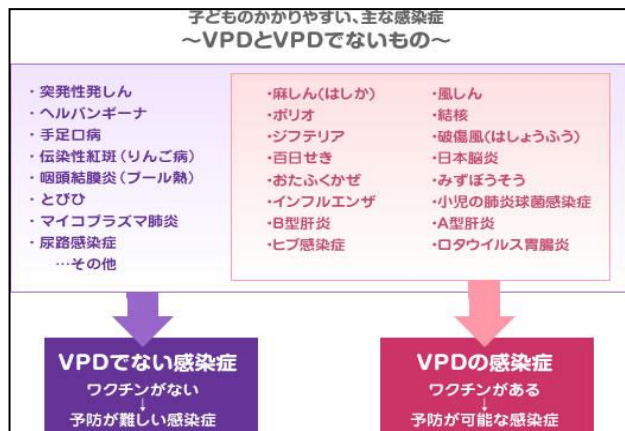 子どものかかりやすい、主な感染症
～VPDとVPDでないもの～
・突発性発しん
・ヘルパンギーナ
・手足口病
・伝染性紅斑(りんご病)
・咽頭結膜炎(プール熱)
・とびひ
・マイコプラズマ肺炎
・尿路感染症
…その他
・麻しん(はしか)
・ポリオ
・ジフテリア
・百日せき
・おたふくかぜ
・インフルエンザ
・B型肝炎
・ヒブ感染症
・風しん
・結核
・破傷風(はしょうふう)
・日本脳炎
・みずぼうそう
・小児の肺炎球菌感染症
・A型肝炎
・ロタウイルス胃腸炎
VPDでない感染症
ワクチンがない
↓
予防が難しい感染症
VPDの感染症
ワクチンがある
↓
予防が可能な感染症